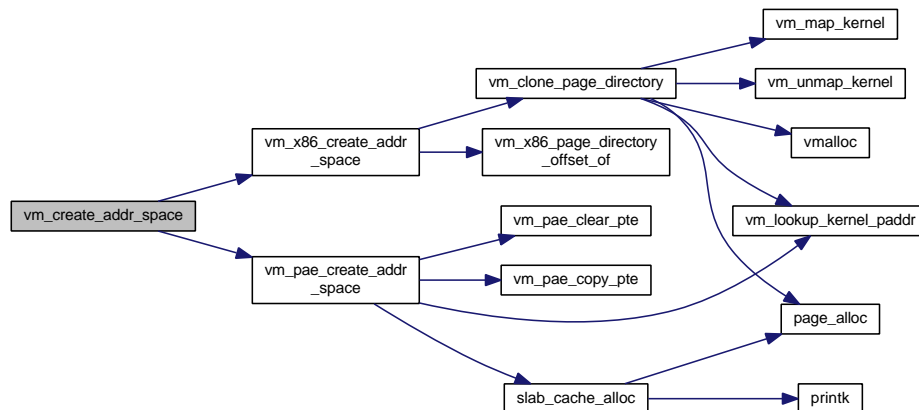 vm_map_kernel
vm_clone_page_directory
vm_unmap_kernel
vm_x86_create_addr
_space
vm_x86_page_directory
_offset_of
vmalloc
vm_create_addr_space
vm_pae_clear_pte
vm_lookup_kernel_paddr
vm_pae_create_addr
_space
vm_pae_copy_pte
page_alloc
slab_cache_alloc
printk